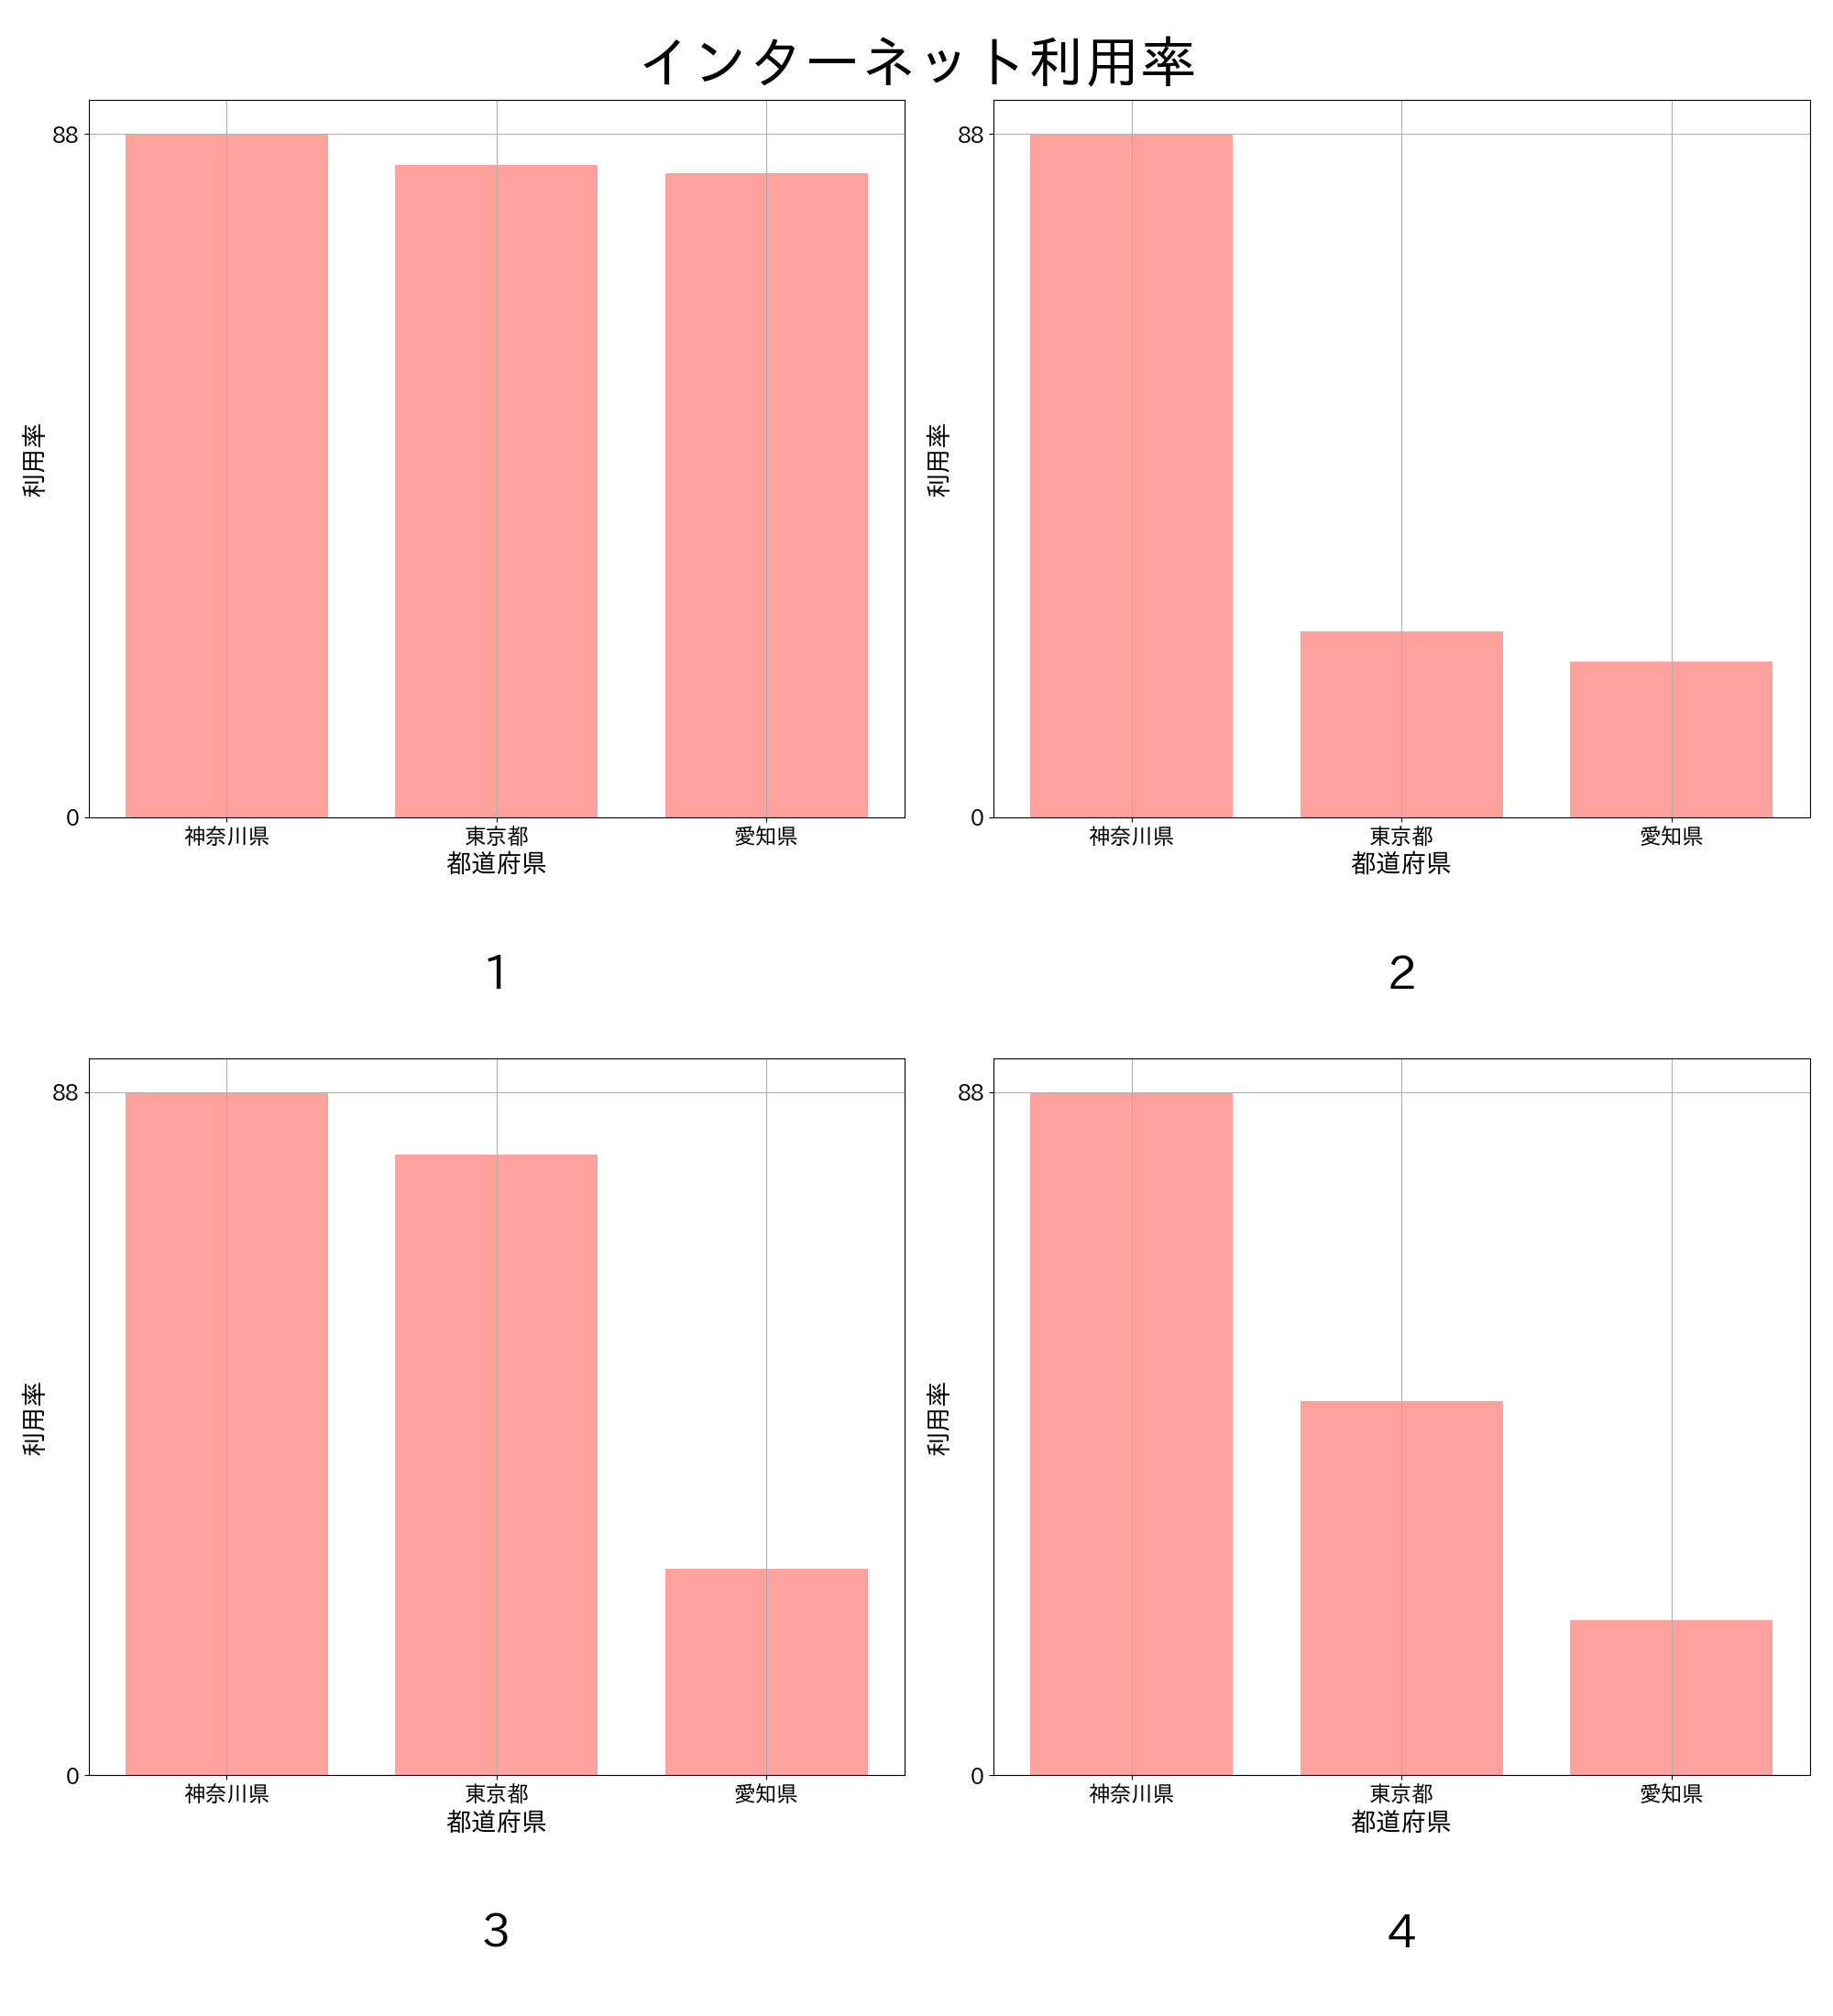 インターネット利用率
88
利用率
0
神奈川県 東京都 愛知県
都道府県
1
88
利用率
0
神奈川県 東京都 愛知県
都道府県
2
88
利用率
0
神奈川県 東京都 愛知県
都道府県
3
88
利用率
0
神奈川県 東京都 愛知県
都道府県
4